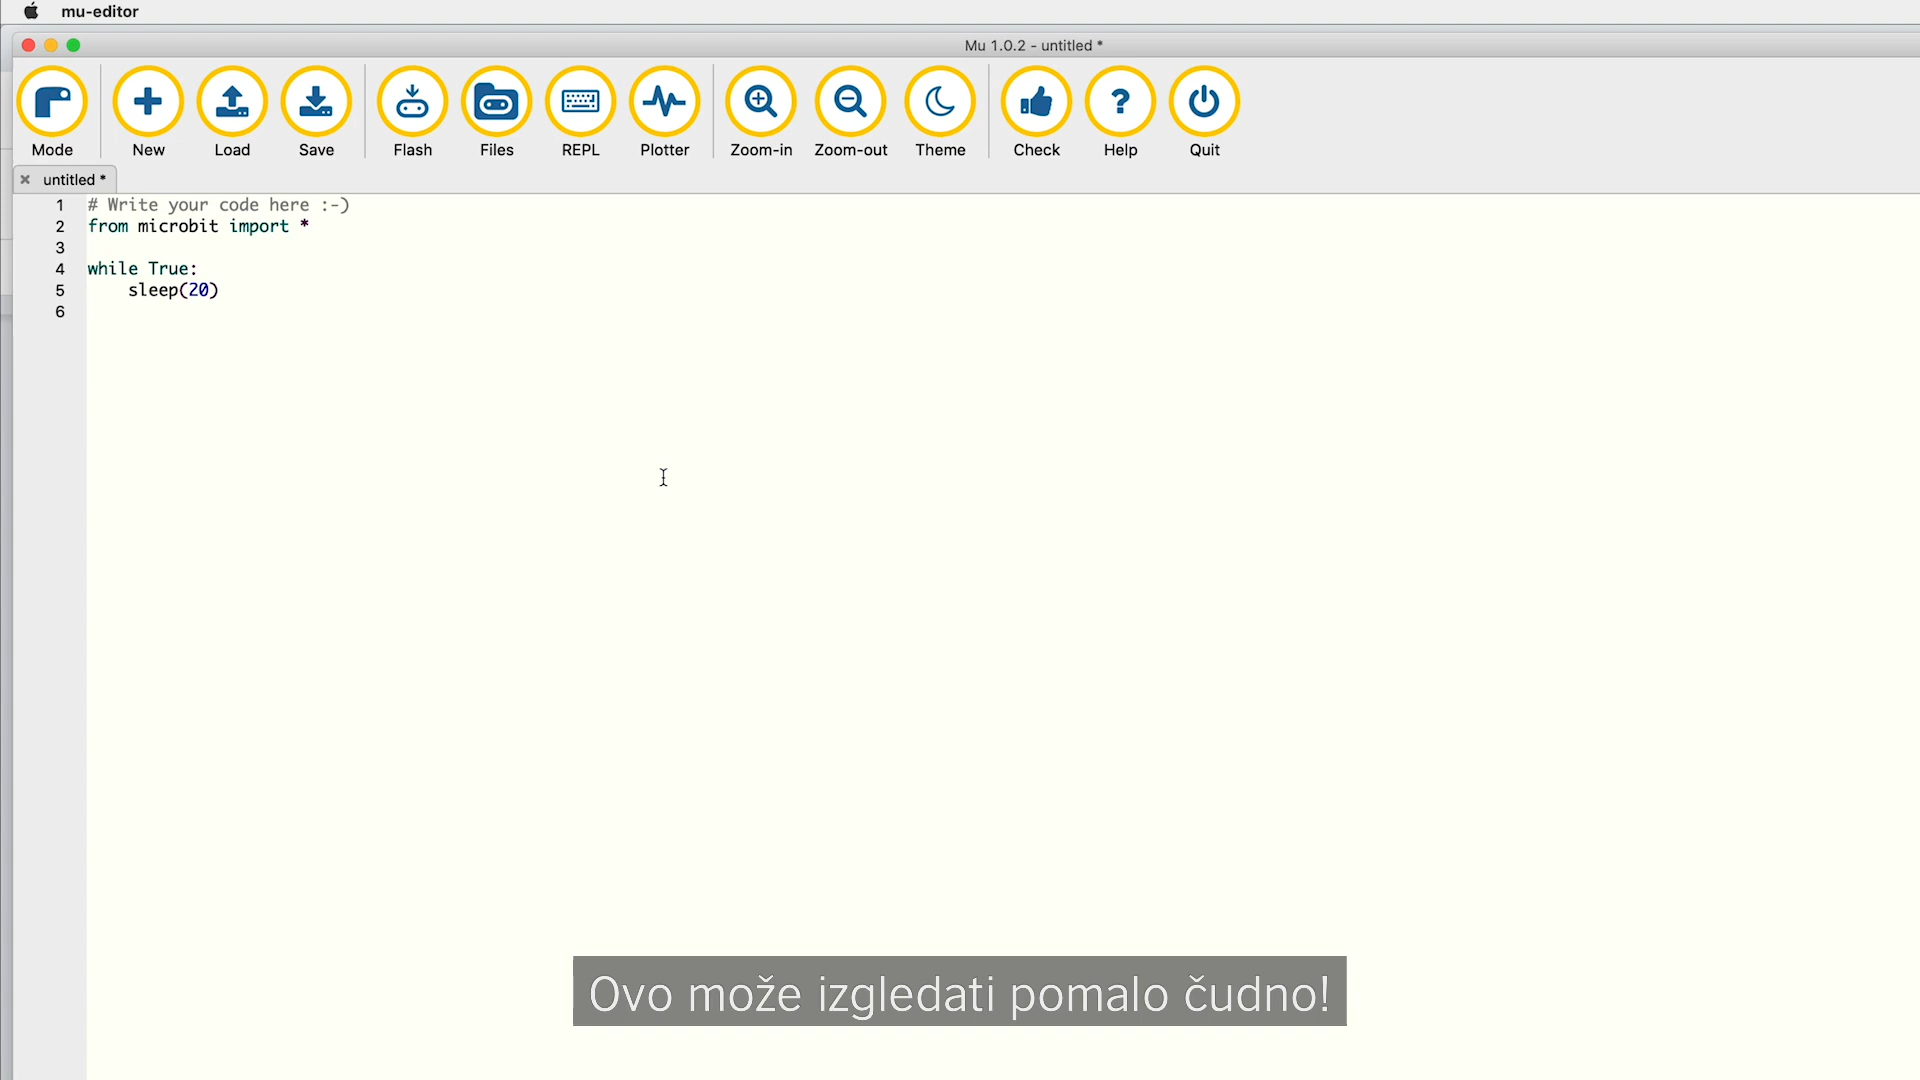 mu-editor
Mu 1.0.2 - untitled *
Mode New Load Save Flash Files REPL Plotter Zoom-in Zoom-out Theme Check Help Quit
untitled *
1 # Write your code here :-)
2 from microbit import *
3
4 while True:
5     sleep(20)
6
Ovo može izgledati pomalo čudno!